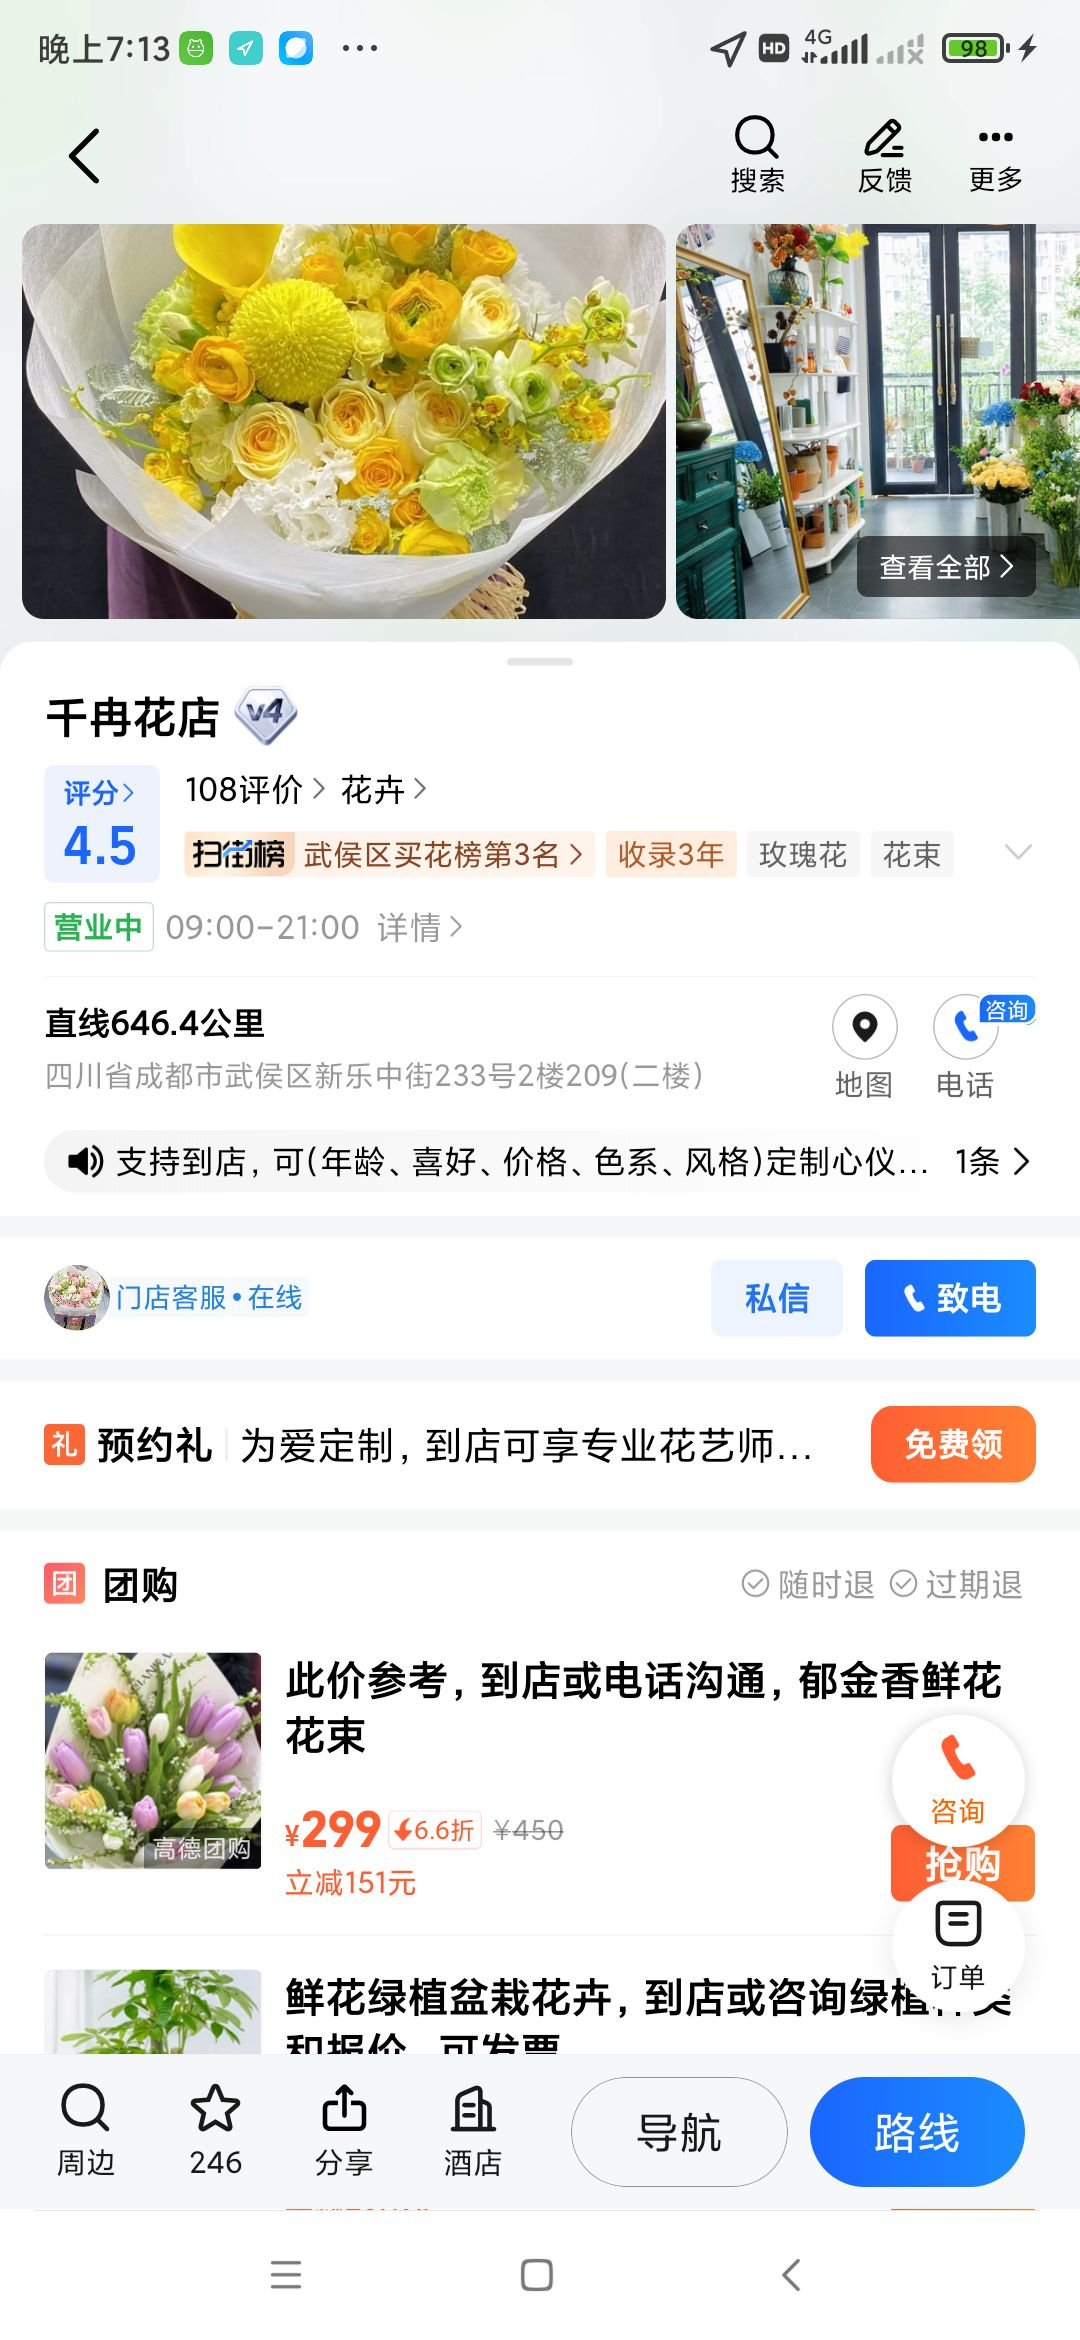 晚上7:13
HD 4G 98
搜索 反馈 更多
查看全部
千冉花店 v4
评分 108评价 花卉
4.5 扫街榜 武侯区买花榜第3名 收录3年 玫瑰花 花束
营业中 09:00-21:00 详情
直线646.4公里
四川省成都市武侯区新乐中街233号2楼209(二楼)
地图 咨询 电话
支持到店，可(年龄、喜好、价格、色系、风格)定制心仪... 1条
门店客服•在线 私信 致电
礼 预约礼 为爱定制，到店可享专业花艺师... 免费领
团 团购 随时退 过期退
此价参考，到店或电话沟通，郁金香鲜花
花束
高德团购
¥299 6.6折 ¥450
立减151元
咨询
抢购
订单
鲜花绿植盆栽花卉，到店或咨询绿植种类
和报价，可发票
周边 246 分享 酒店 导航 路线